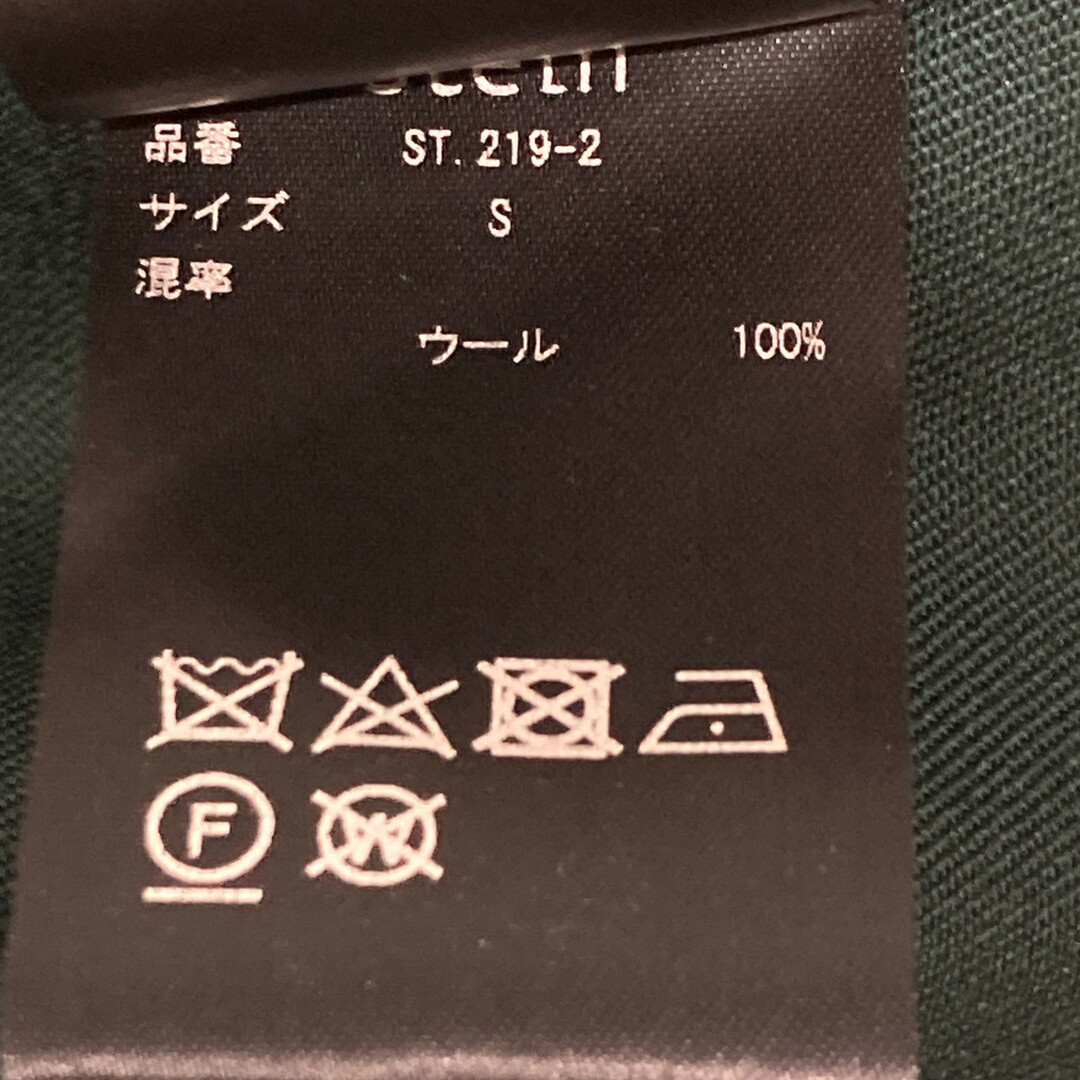 品番 ST. 219-2
サイズ S
混率
ウール 100%
F
W